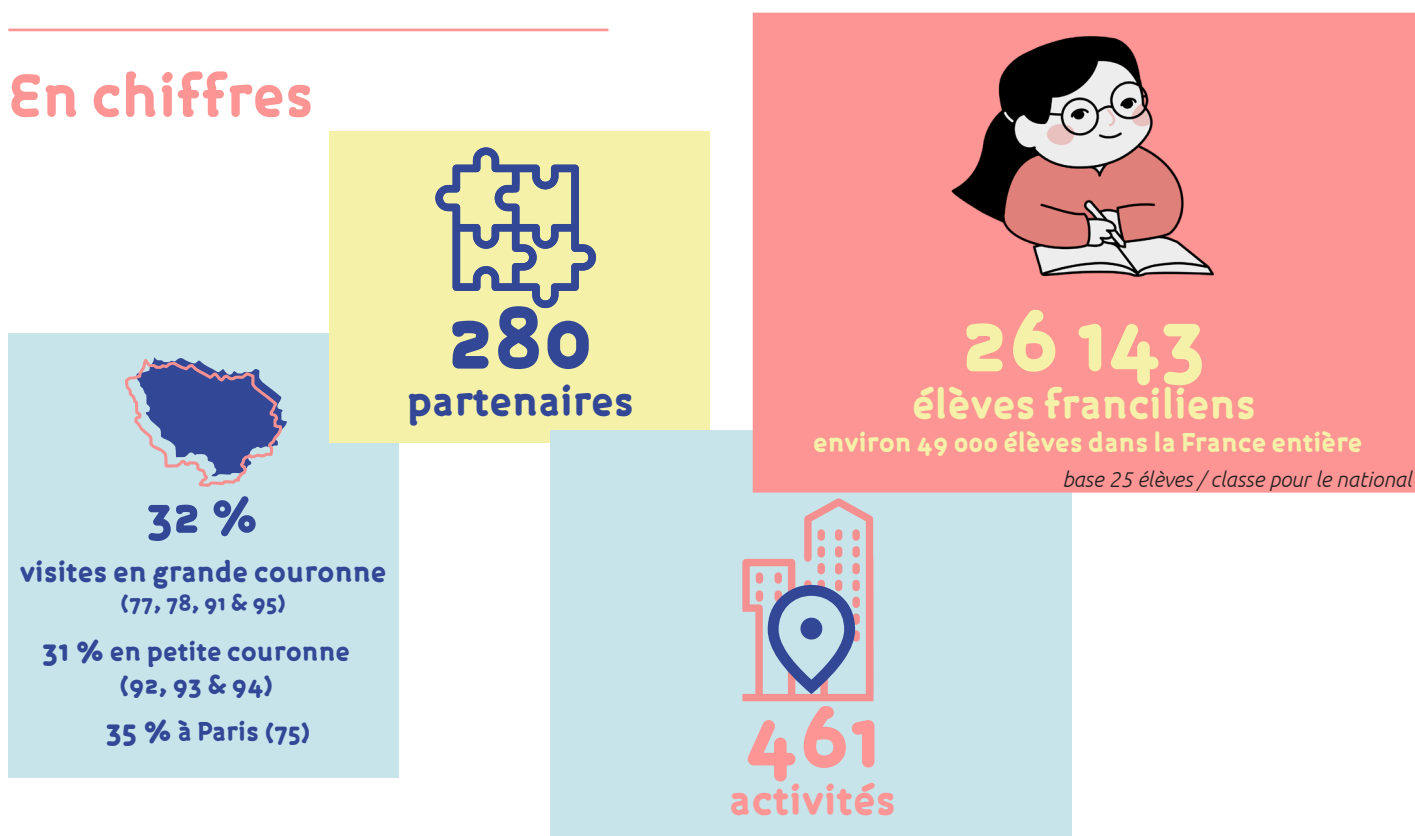 En chiffres
280
partenaires
26 143
élèves franciliens
environ 49 000 élèves dans la France entière
base 25 élèves / classe pour le national
32 %
visites en grande couronne
(77, 78, 91 & 95)
31 % en petite couronne
(92, 93 & 94)
35 % à Paris (75)
461
activités